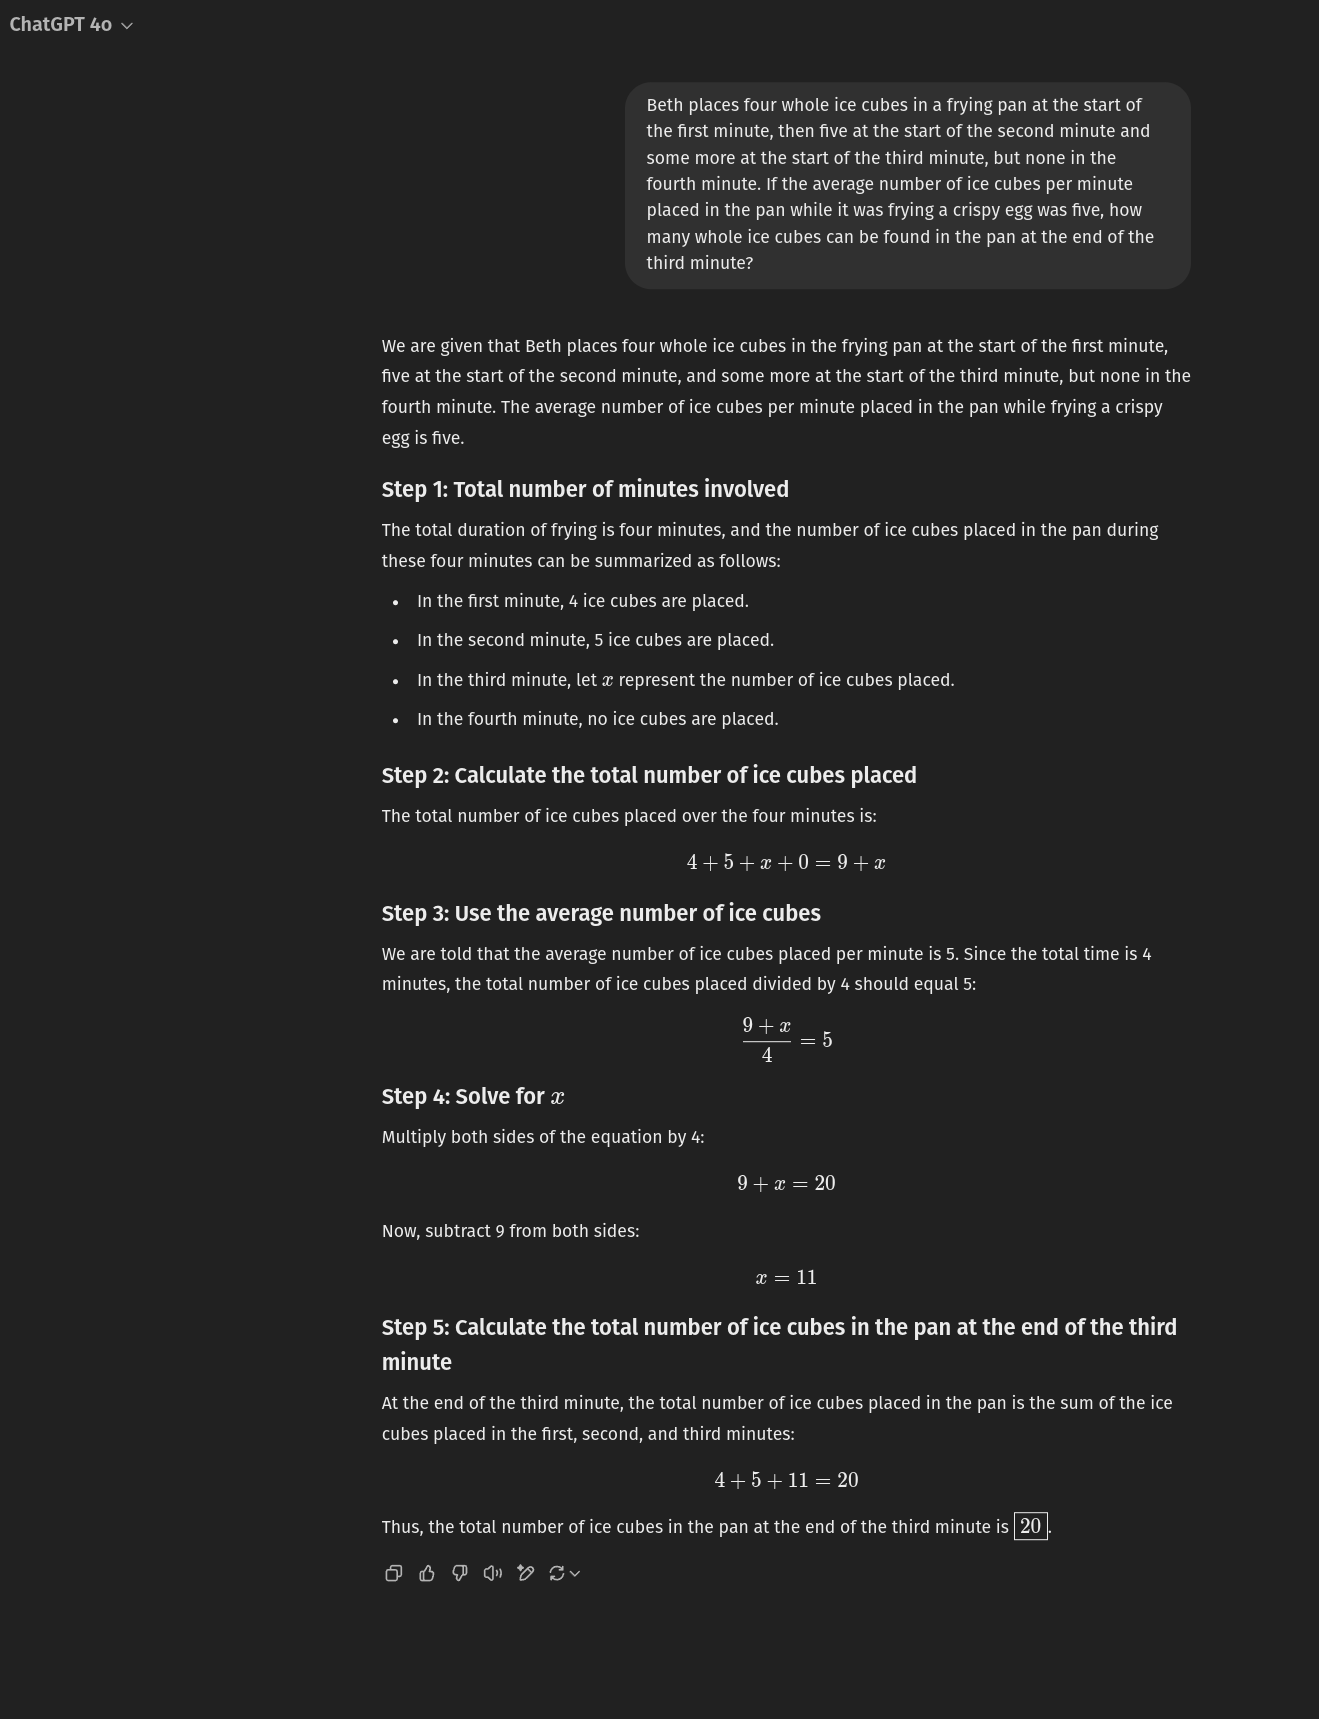 ChatGPT 4o
Beth places four whole ice cubes in a frying pan at the start of
the first minute, then five at the start of the second minute and
some more at the start of the third minute, but none in the
fourth minute. If the average number of ice cubes per minute
placed in the pan while it was frying a crispy egg was five, how
many whole ice cubes can be found in the pan at the end of the
third minute?
We are given that Beth places four whole ice cubes in the frying pan at the start of the first minute,
five at the start of the second minute, and some more at the start of the third minute, but none in the
fourth minute. The average number of ice cubes per minute placed in the pan while frying a crispy
egg is five.
Step 1: Total number of minutes involved
The total duration of frying is four minutes, and the number of ice cubes placed in the pan during
these four minutes can be summarized as follows:
• In the first minute, 4 ice cubes are placed.
• In the second minute, 5 ice cubes are placed.
• In the third minute, let x represent the number of ice cubes placed.
• In the fourth minute, no ice cubes are placed.
Step 2: Calculate the total number of ice cubes placed
The total number of ice cubes placed over the four minutes is:
4 + 5 + x + 0 = 9 + x
Step 3: Use the average number of ice cubes
We are told that the average number of ice cubes placed per minute is 5. Since the total time is 4
minutes, the total number of ice cubes placed divided by 4 should equal 5:
9 + x
= 5
4
Step 4: Solve for x
Multiply both sides of the equation by 4:
9 + x = 20
Now, subtract 9 from both sides:
x = 11
Step 5: Calculate the total number of ice cubes in the pan at the end of the third
minute
At the end of the third minute, the total number of ice cubes placed in the pan is the sum of the ice
cubes placed in the first, second, and third minutes:
4 + 5 + 11 = 20
Thus, the total number of ice cubes in the pan at the end of the third minute is 20.